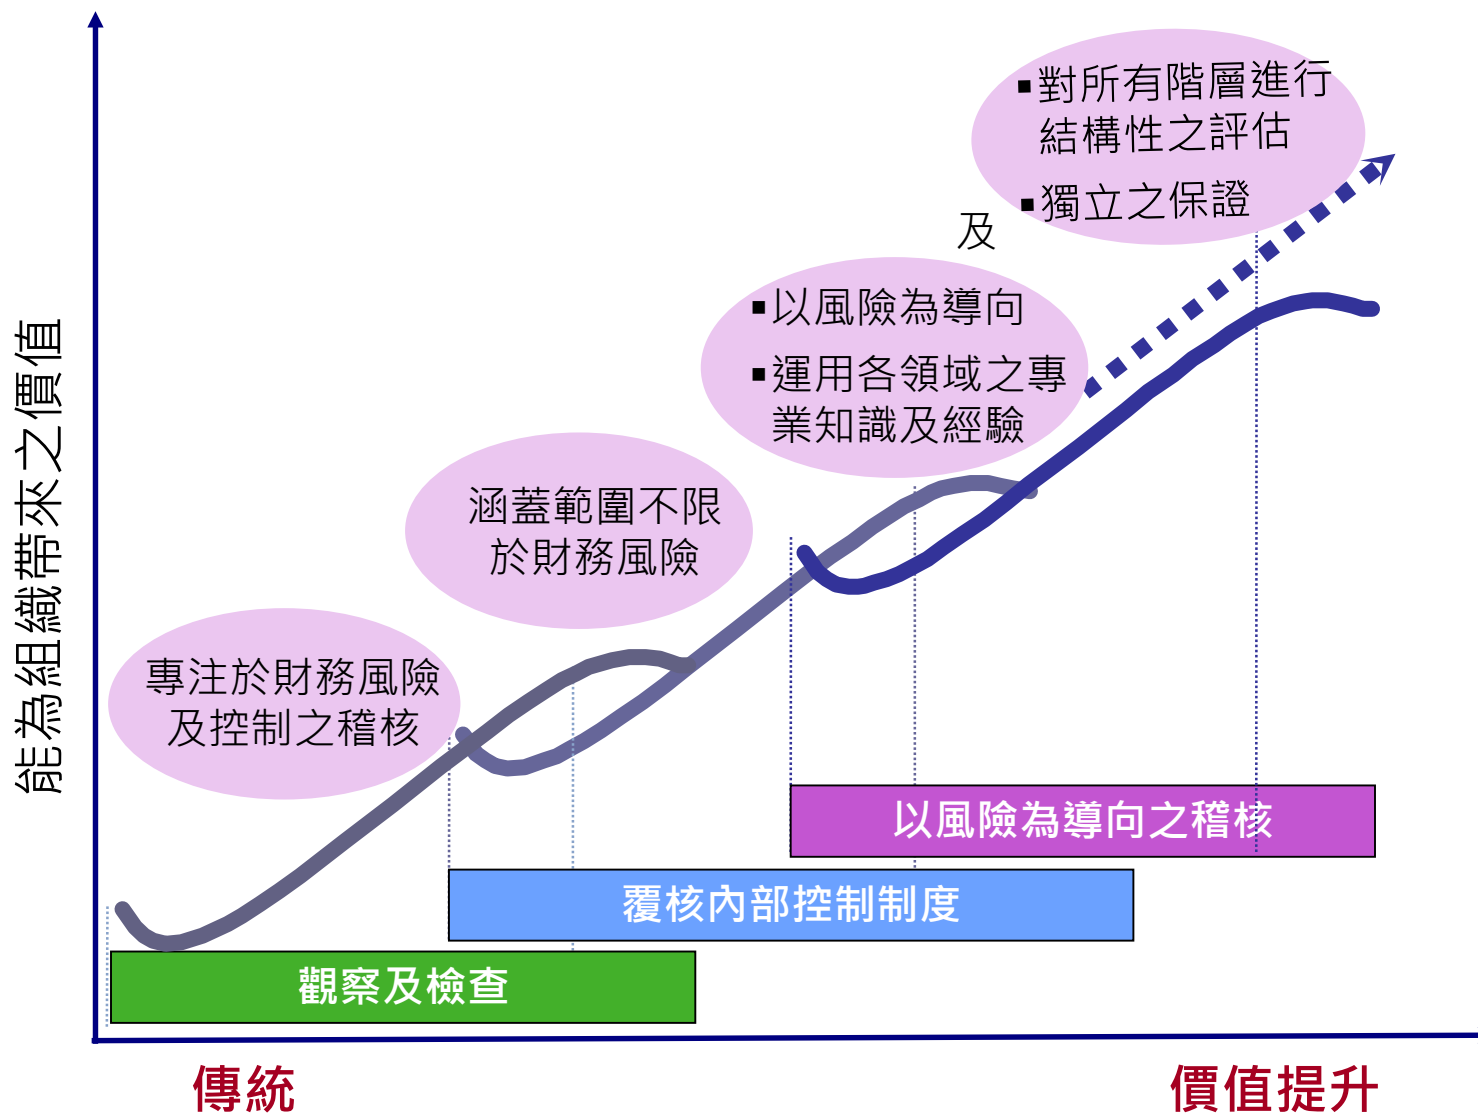 ▪對所有階層進行
結構性之評估
▪獨立之保證
及
▪以風險為導向
▪運用各領域之專
業知識及經驗
涵蓋範圍不限
於財務風險
專注於財務風險
及控制之稽核
能為組織帶來之價值
以風險為導向之稽核
覆核內部控制制度
觀察及檢查
傳統
價值提升